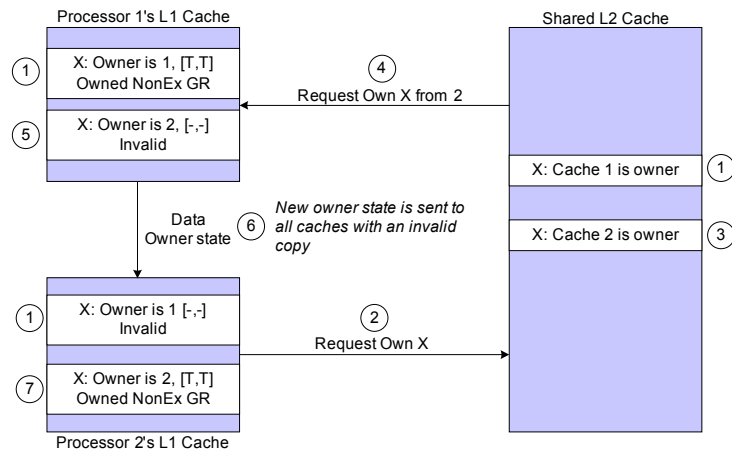 Processor 1's L1 Cache
Shared L2 Cache
1
X: Owner is 1, [T,T]
Owned NonEx GR
4
Request Own X from 2
5
X: Owner is 2, [-,-]
Invalid
X: Cache 1 is owner
1
Data
Owner state
6
New owner state is sent to
all caches with an invalid
copy
X: Cache 2 is owner
3
1
X: Owner is 1 [-,-]
Invalid
2
Request Own X
7
X: Owner is 2, [T,T]
Owned NonEx GR
Processor 2's L1 Cache